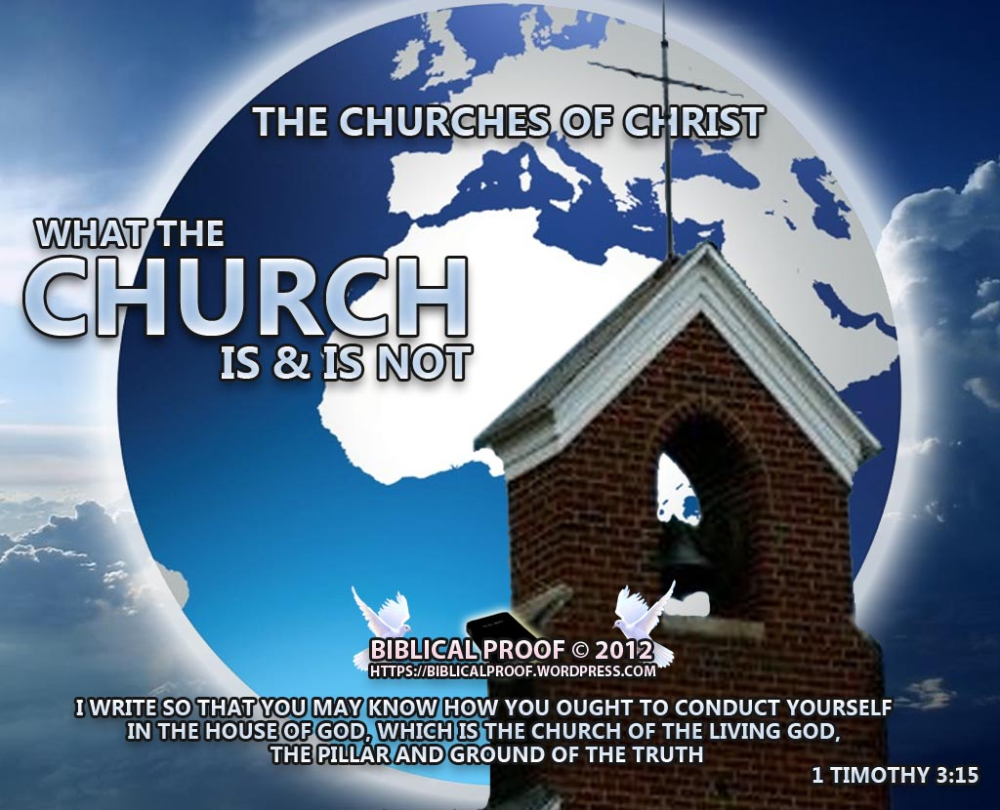 THE CHURCHES OF CHRIST
WHAT THE
CHURCH
IS & IS NOT
BIBLICAL PROOF © 2012
HTTPS://BIBLICALPROOF.WORDPRESS.COM
I WRITE SO THAT YOU MAY KNOW HOW YOU OUGHT TO CONDUCT YOURSELF
IN THE HOUSE OF GOD, WHICH IS THE CHURCH OF THE LIVING GOD,
THE PILLAR AND GROUND OF THE TRUTH
1 TIMOTHY 3:15